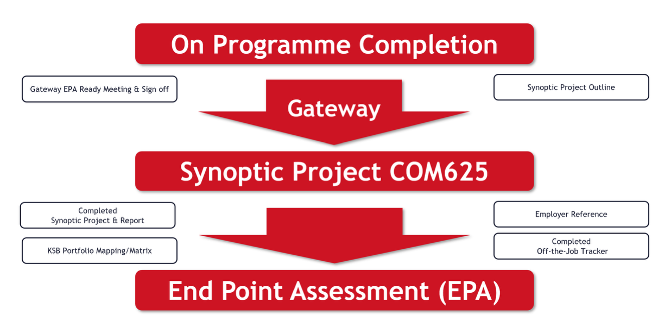 On Programme Completion
Gateway EPA Ready Meeting & Sign off
Gateway
Synoptic Project Outline
Synoptic Project COM625
Completed
Synoptic Project & Report
KSB Portfolio Mapping/Matrix
Employer Reference
Completed
Off-the-Job Tracker
End Point Assessment (EPA)